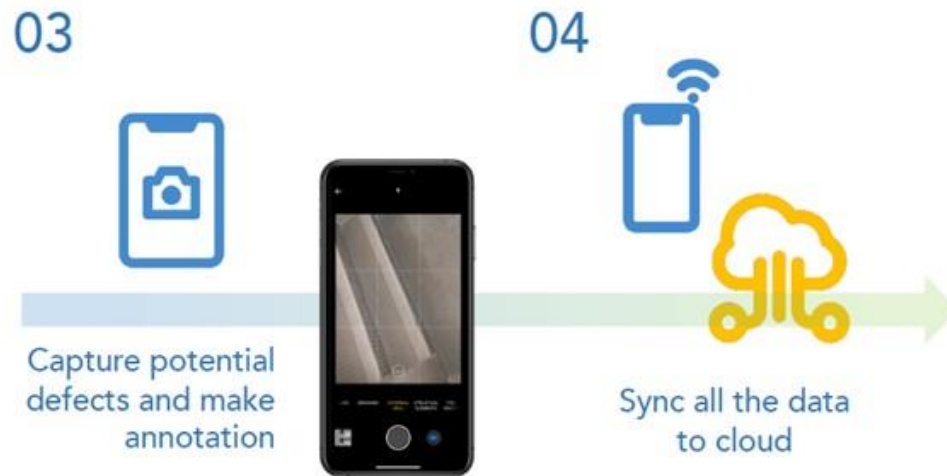 03
04
Capture potential
defects and make
annotation
Sync all the data
to cloud